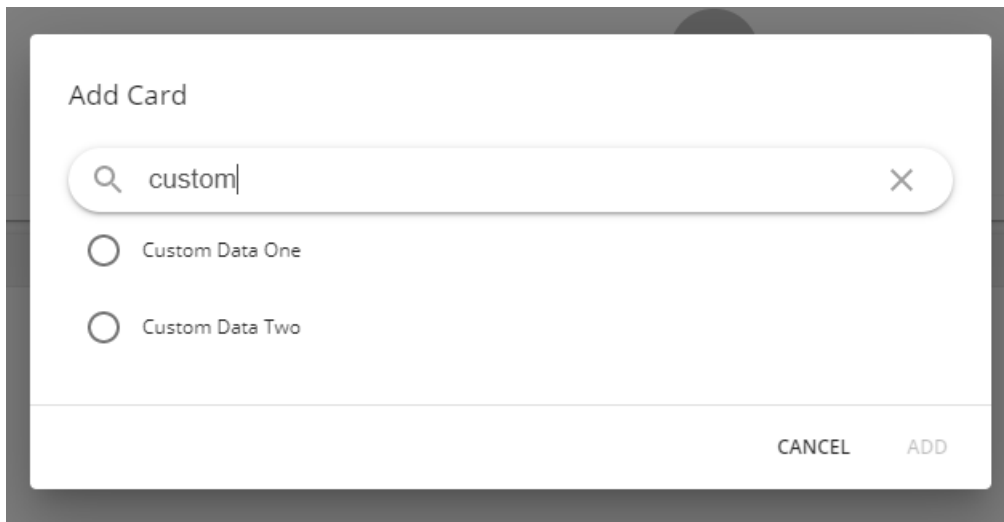 Add Card
custom
Custom Data One
Custom Data Two
CANCEL ADD